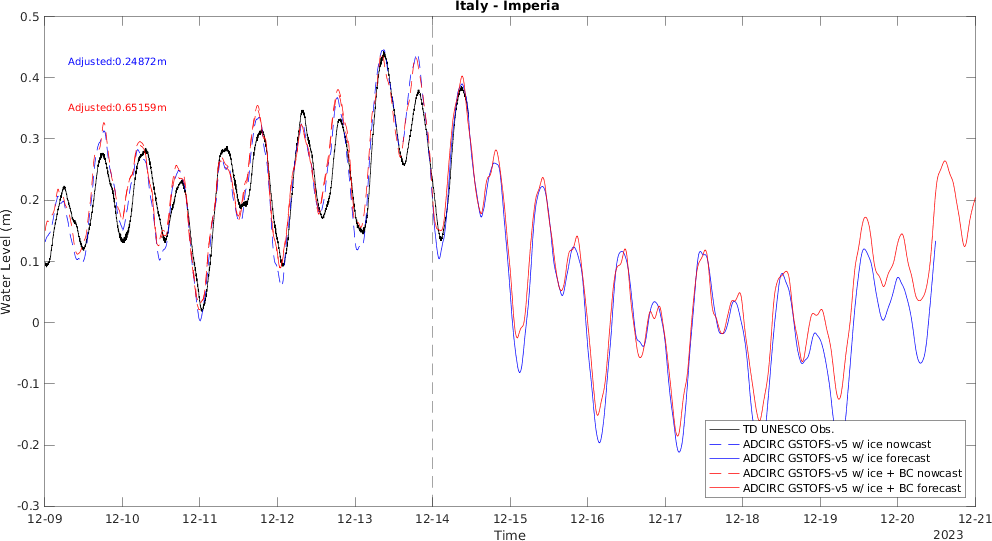 Italy - Imperia
0.5
0.4
0.3
0.2
0.1
0
-0.1
-0.2
-0.3
Water Level (m)
Adjusted:0.24872m
Adjusted:0.65159m
TD UNESCO Obs.
ADCIRC GSTOFS-v5 w/ ice nowcast
ADCIRC GSTOFS-v5 w/ ice forecast
ADCIRC GSTOFS-v5 w/ ice + BC nowcast
ADCIRC GSTOFS-v5 w/ ice + BC forecast
12-09 12-10 12-11 12-12 12-13 12-14 12-15 12-16 12-17 12-18 12-19 12-20 12-21
Time
2023